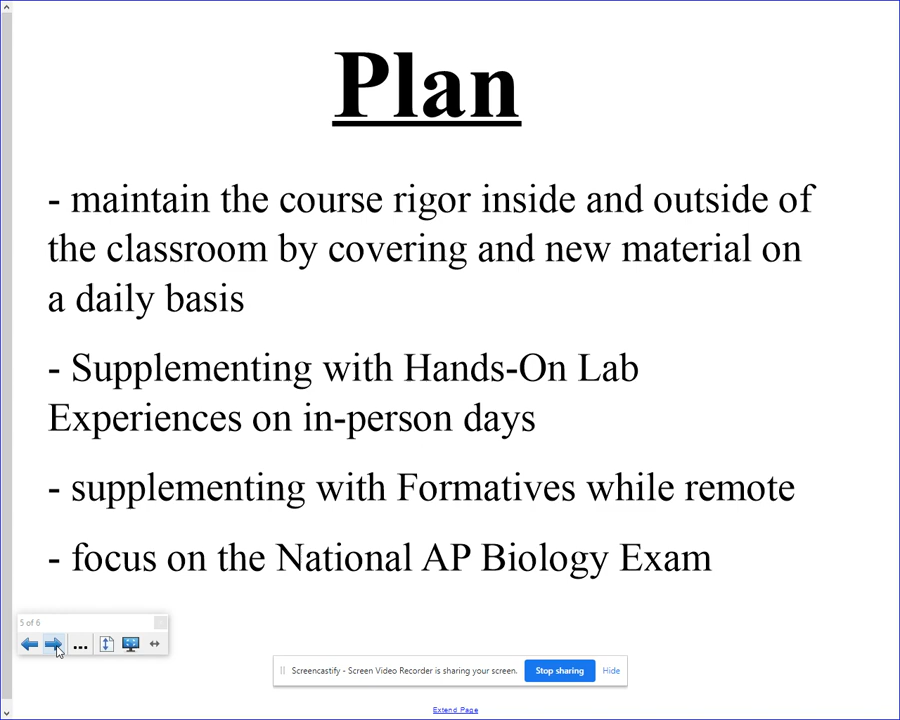 Plan
- maintain the course rigor inside and outside of
the classroom by covering and new material on
a daily basis
- Supplementing with Hands-On Lab
Experiences on in-person days
- supplementing with Formatives while remote
- focus on the National AP Biology Exam
5 of 6
...
Screencastify - Screen Video Recorder is sharing your screen.
Stop sharing
Hide
Extend Page